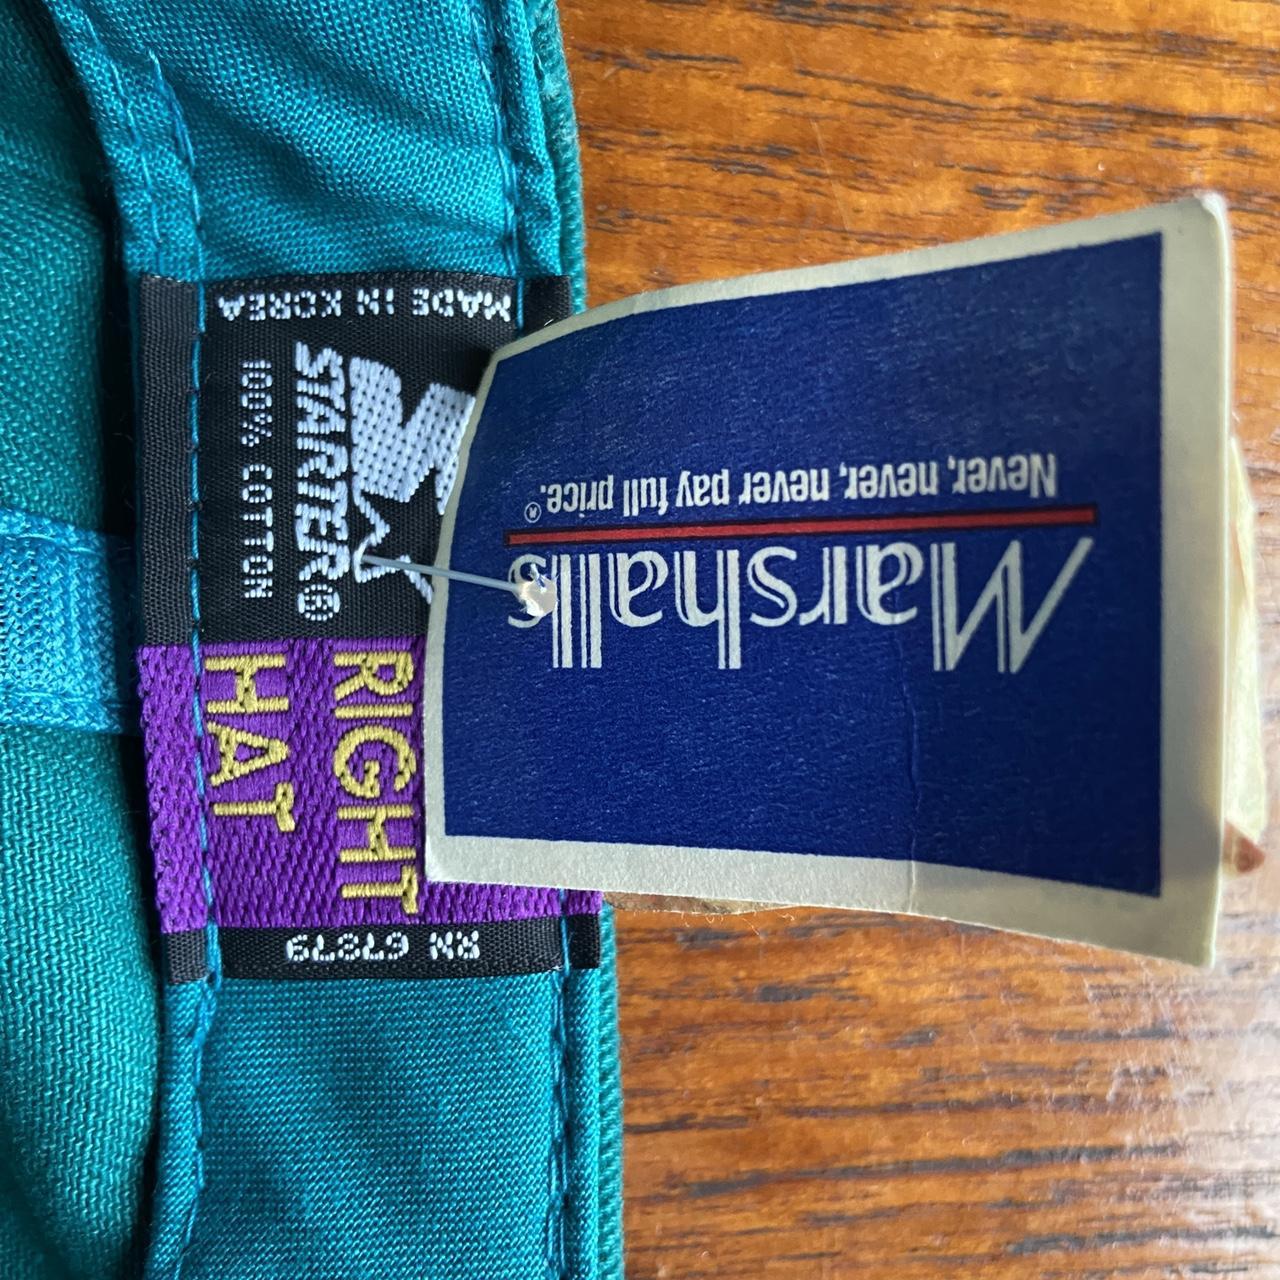 MADE IN KOREA
STARTER®
100% COTTON
RIGHT
HAT
RN 67879
Marshalls
Never, never, never pay full price.®